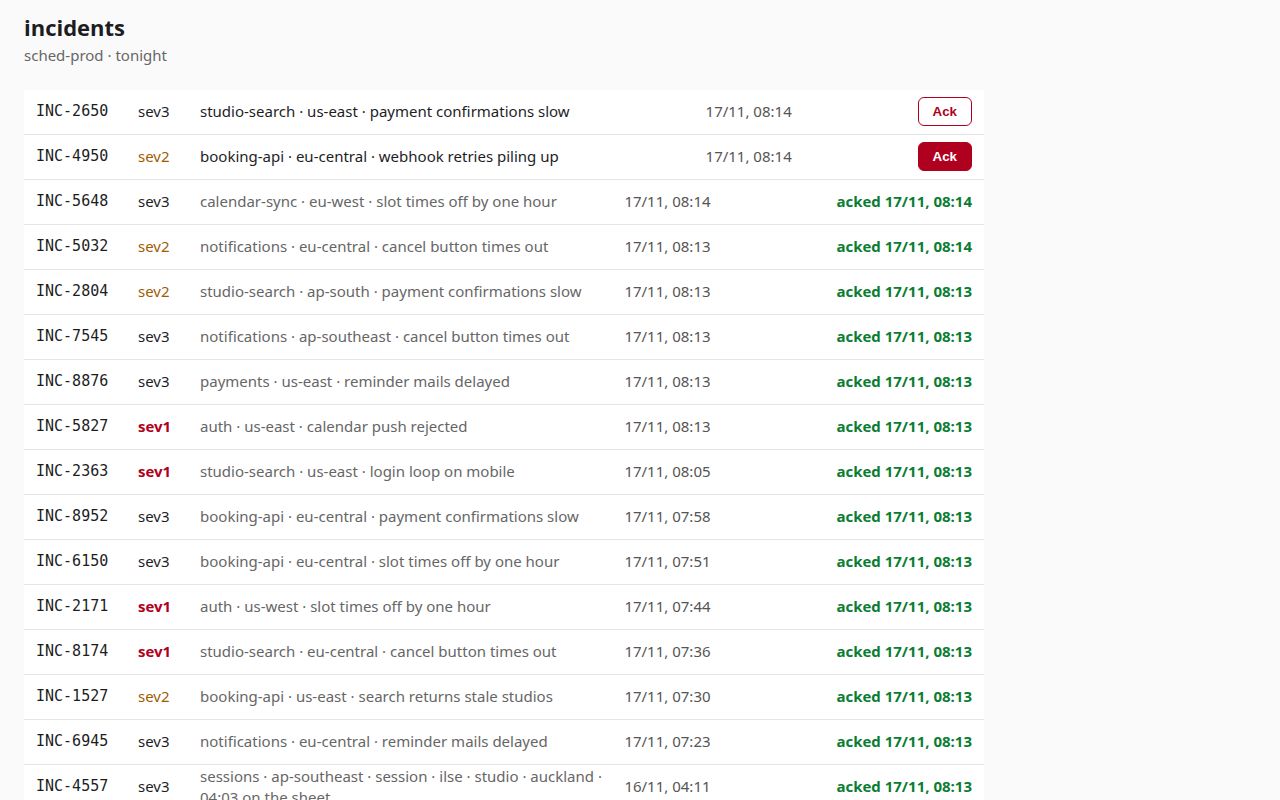 incidents
sched-prod · tonight
INC-2650 sev3 studio-search · us-east · payment confirmations slow 17/11, 08:14 Ack
INC-4950 sev2 booking-api · eu-central · webhook retries piling up 17/11, 08:14 Ack
INC-5648 sev3 calendar-sync · eu-west · slot times off by one hour 17/11, 08:14 acked 17/11, 08:14
INC-5032 sev2 notifications · eu-central · cancel button times out 17/11, 08:13 acked 17/11, 08:14
INC-2804 sev2 studio-search · ap-south · payment confirmations slow 17/11, 08:13 acked 17/11, 08:13
INC-7545 sev3 notifications · ap-southeast · cancel button times out 17/11, 08:13 acked 17/11, 08:13
INC-8876 sev3 payments · us-east · reminder mails delayed 17/11, 08:13 acked 17/11, 08:13
INC-5827 sev1 auth · us-east · calendar push rejected 17/11, 08:13 acked 17/11, 08:13
INC-2363 sev1 studio-search · us-east · login loop on mobile 17/11, 08:05 acked 17/11, 08:13
INC-8952 sev3 booking-api · eu-central · payment confirmations slow 17/11, 07:58 acked 17/11, 08:13
INC-6150 sev3 booking-api · eu-central · slot times off by one hour 17/11, 07:51 acked 17/11, 08:13
INC-2171 sev1 auth · us-west · slot times off by one hour 17/11, 07:44 acked 17/11, 08:13
INC-8174 sev1 studio-search · eu-central · cancel button times out 17/11, 07:36 acked 17/11, 08:13
INC-1527 sev2 booking-api · us-east · search returns stale studios 17/11, 07:30 acked 17/11, 08:13
INC-6945 sev3 notifications · eu-central · reminder mails delayed 17/11, 07:23 acked 17/11, 08:13
INC-4557 sev3 sessions · ap-southeast · session · ilse · studio · auckland · 16/11, 04:11 acked 17/11, 08:13
04:03 on the sheet